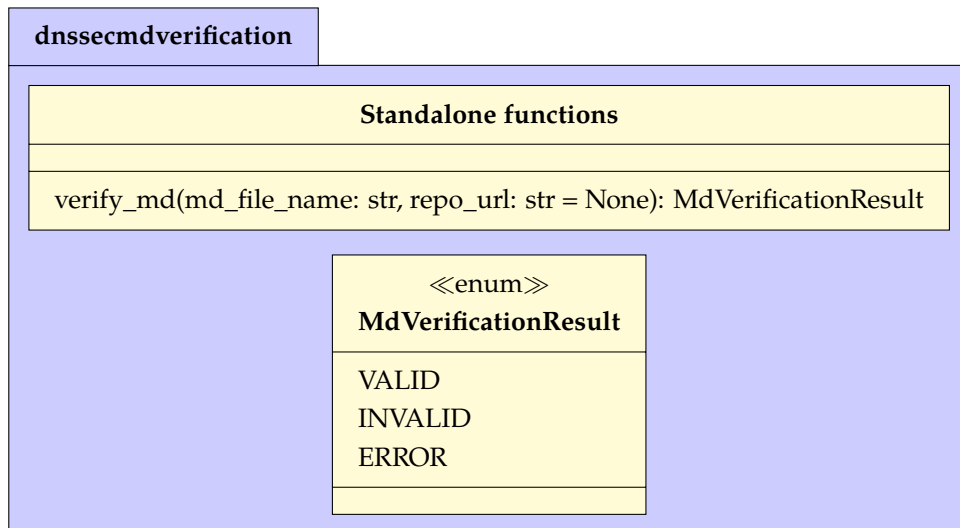 dnssecmdverification
Standalone functions
verify_md(md_file_name: str, repo_url: str = None): MdVerificationResult
≪enum≫
MdVerificationResult
VALID
INVALID
ERROR